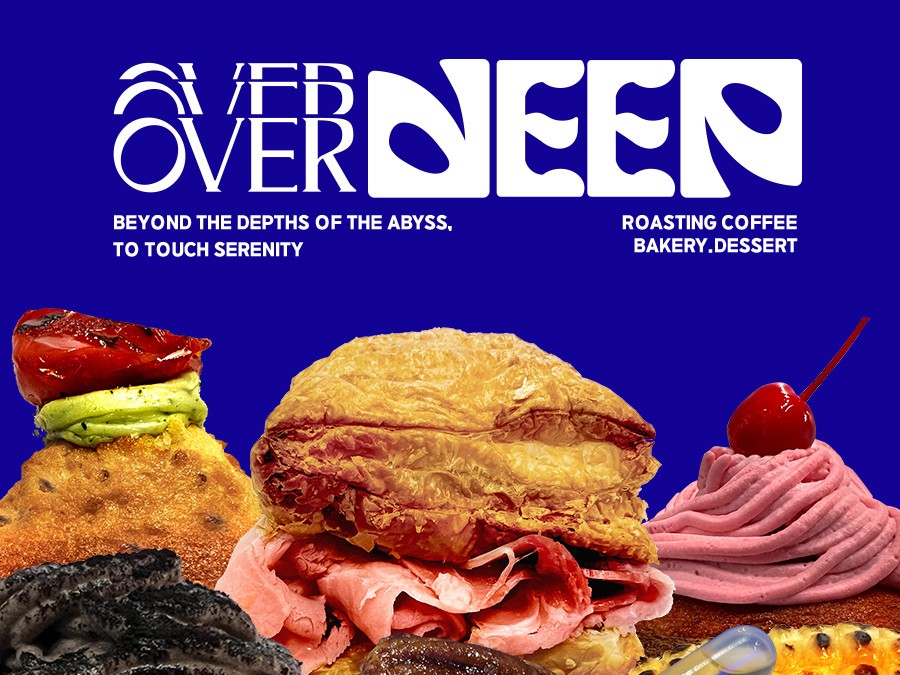 OVER
OVER DEEP
BEYOND THE DEPTHS OF THE ABYSS,
TO TOUCH SERENITY
ROASTING COFFEE
BAKERY.DESSERT